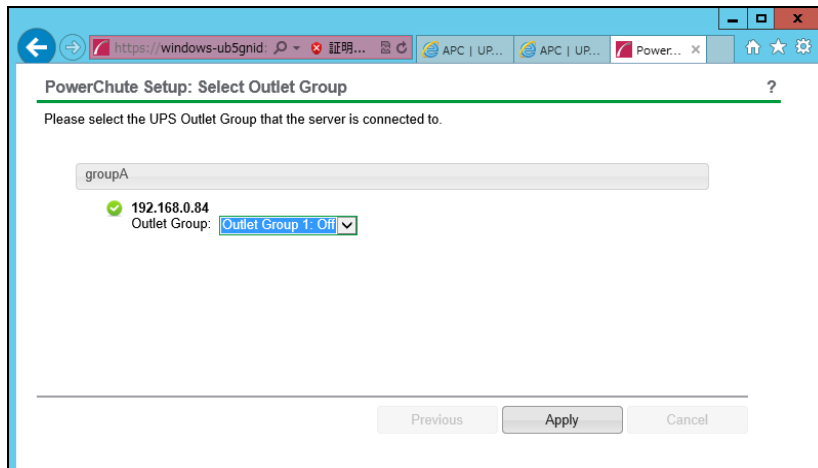 https://windows-ub5gnid: 証明... APC | UP... APC | UP... Power...
PowerChute Setup: Select Outlet Group ?
Please select the UPS Outlet Group that the server is connected to.
groupA
192.168.0.84
Outlet Group: Outlet Group 1: Off
Previous Apply Cancel